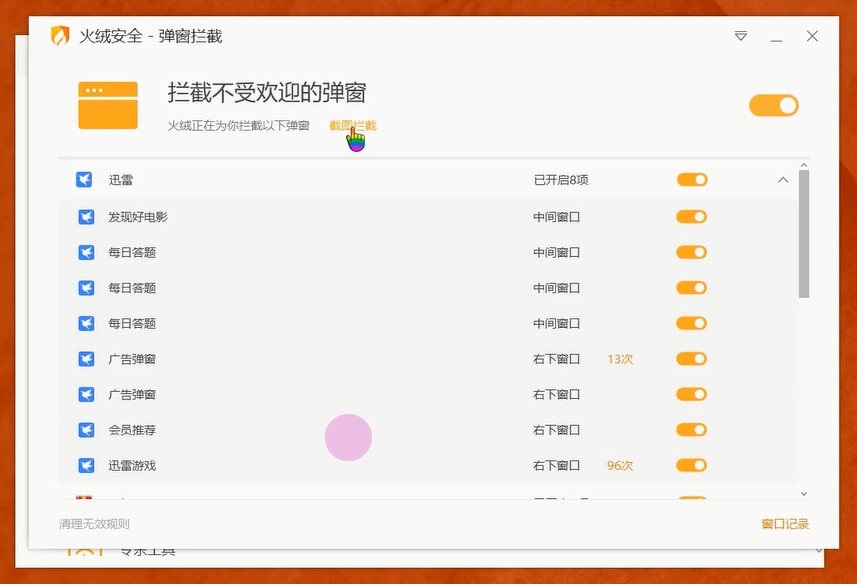 火绒安全 - 弹窗拦截
拦截不受欢迎的弹窗
火绒正在为你拦截以下弹窗 截图拦截
迅雷 已开启8项
发现好电影 中间窗口
每日答题 中间窗口
每日答题 中间窗口
每日答题 中间窗口
广告弹窗 右下窗口 13次
广告弹窗 右下窗口
会员推荐 右下窗口
迅雷游戏 右下窗口 96次
清理无效规则 窗口记录